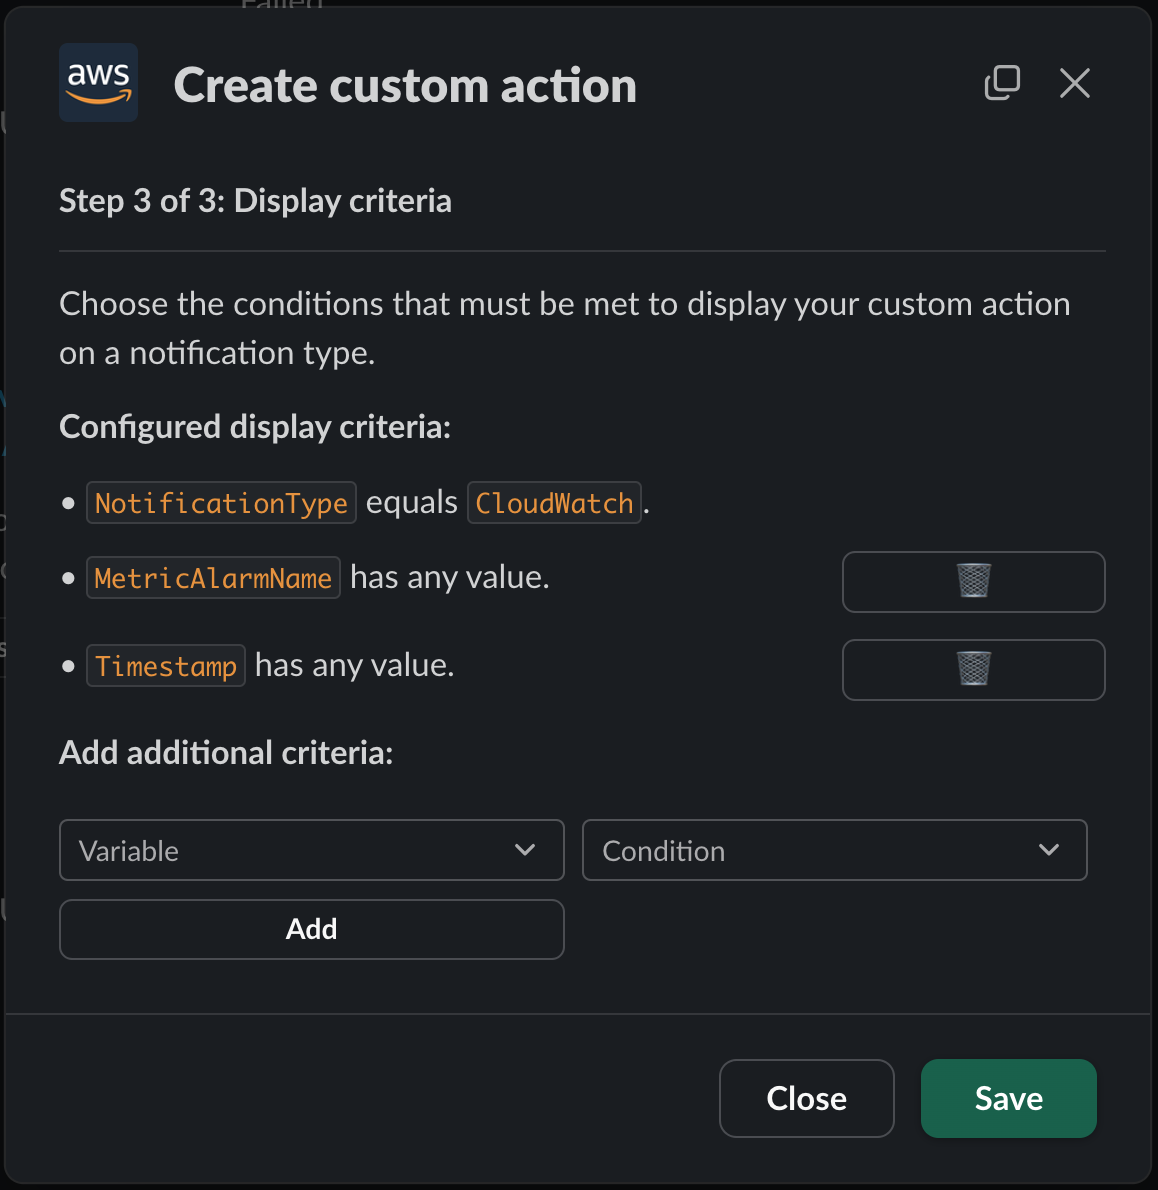 Failed
aws
Create custom action
Step 3 of 3: Display criteria
Choose the conditions that must be met to display your custom action
on a notification type.
Configured display criteria:
• NotificationType equals CloudWatch.
• MetricAlarmName has any value.
• Timestamp has any value.
Add additional criteria:
Variable Condition
Add
Close Save